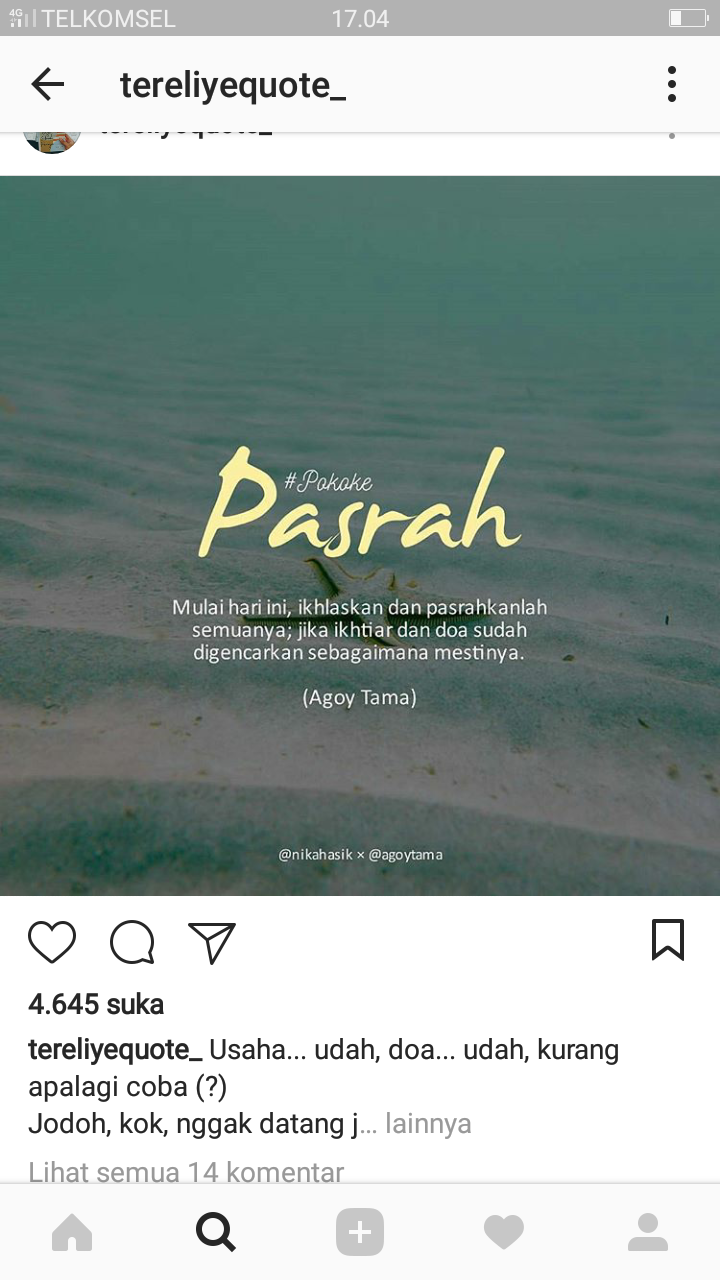 4G TELKOMSEL 17.04
tereliyequote_
tereliyequote_
#Pokoke
Pasrah
Mulai hari ini, ikhlaskan dan pasrahkanlah
semuanya; jika ikhtiar dan doa sudah
digencarkan sebagaimana mestinya.
(Agoy Tama)
@nikahasik × @agoytama
4.645 suka
tereliyequote_ Usaha... udah, doa... udah, kurang
apalagi coba (?)
Jodoh, kok, nggak datang j... lainnya
Lihat semua 14 komentar